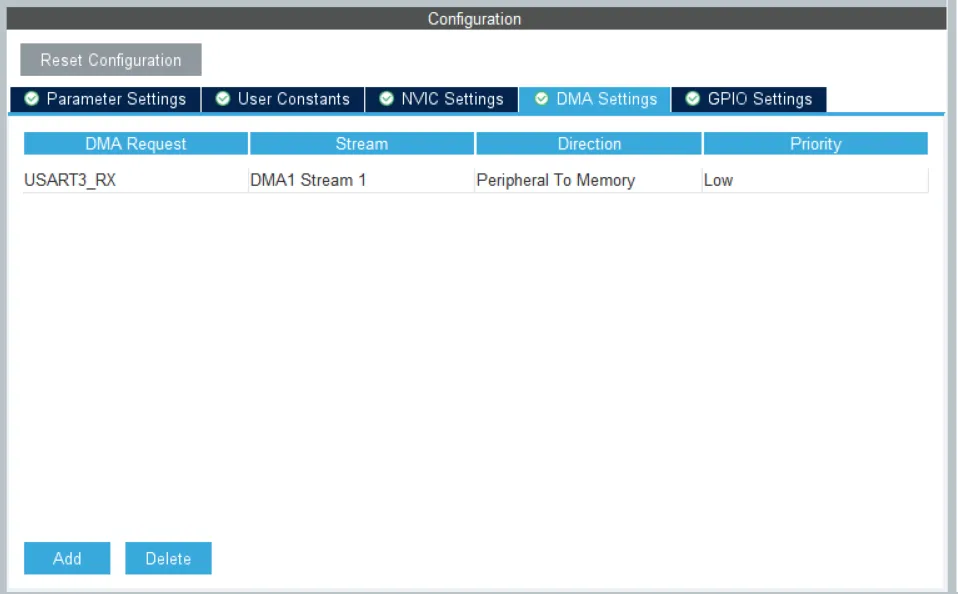 Configuration
Reset Configuration
Parameter Settings User Constants NVIC Settings DMA Settings GPIO Settings
DMA Request Stream Direction Priority
USART3_RX DMA1 Stream 1 Peripheral To Memory Low
Add Delete